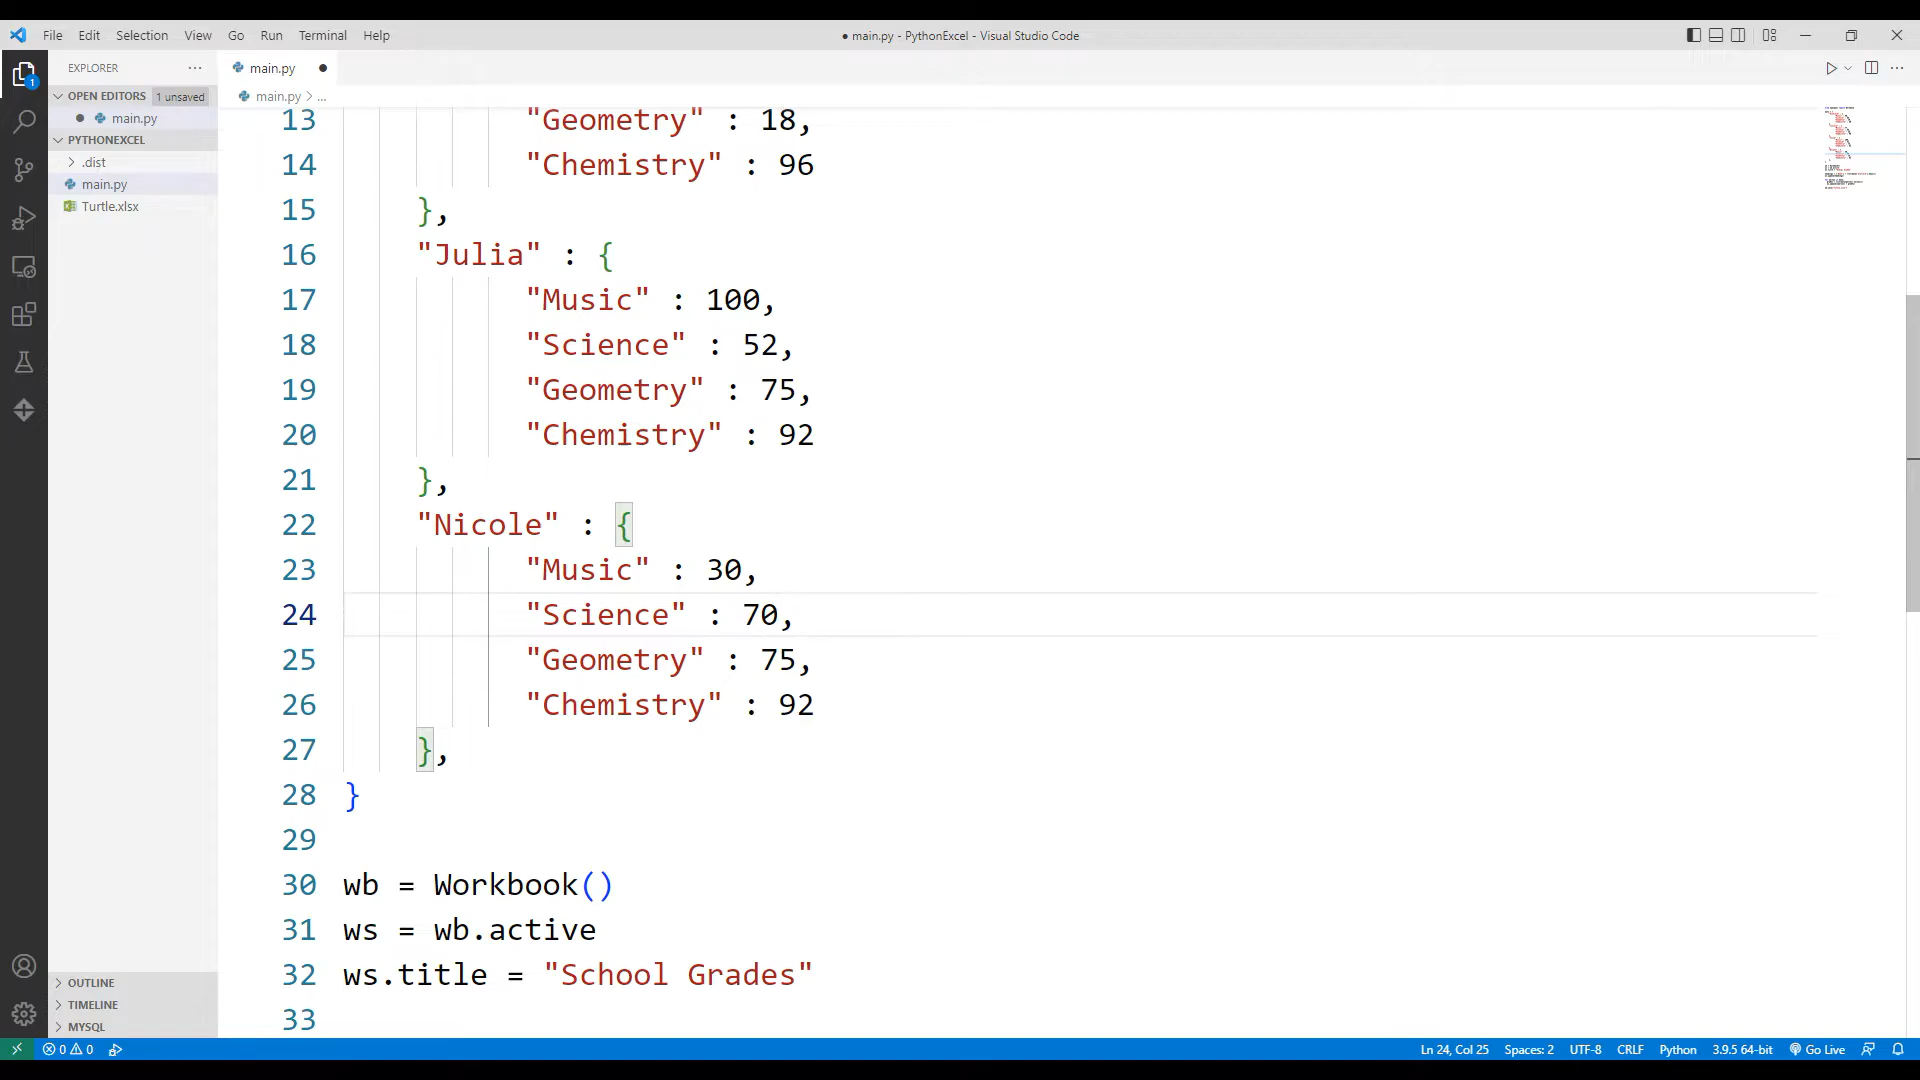 File Edit Selection View Go Run Terminal Help
● main.py - PythonExcel - Visual Studio Code
EXPLORER ...
main.py ●
OPEN EDITORS 1 unsaved
● main.py
PYTHONEXCEL
.dist
main.py
Turtle.xlsx
OUTLINE
TIMELINE
MYSQL
1
main.py > ...
13 "Geometry" : 18,
14 "Chemistry" : 96
15 },
16 "Julia" : {
17 "Music" : 100,
18 "Science" : 52,
19 "Geometry" : 75,
20 "Chemistry" : 92
21 },
22 "Nicole" : {
23 "Music" : 30,
24 "Science" : 70,
25 "Geometry" : 75,
26 "Chemistry" : 92
27 },
28 }
29
30 wb = Workbook()
31 ws = wb.active
32 ws.title = "School Grades"
33
0 0 Ln 24, Col 25 Spaces: 2 UTF-8 CRLF Python 3.9.5 64-bit Go Live